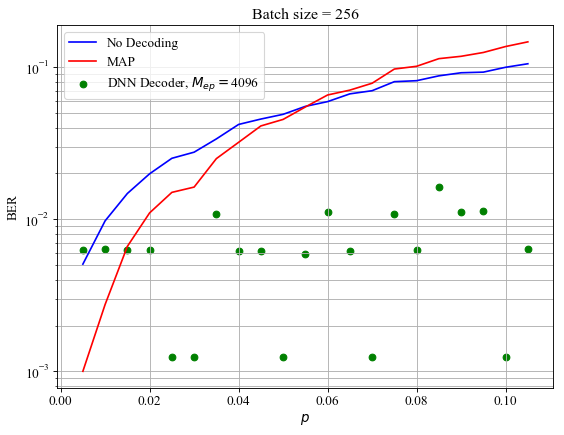 Batch size = 256
No Decoding
MAP
DNN Decoder, $M_{ep}=4096$
BER
10⁻¹
10⁻²
10⁻³
0.00 0.02 0.04 0.06 0.08 0.10
p